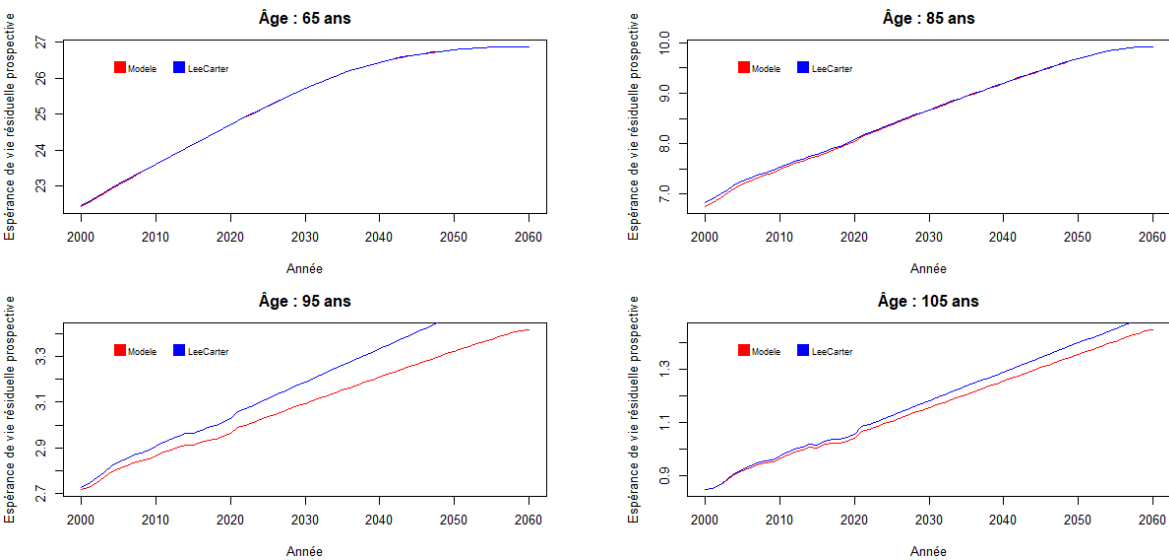 Âge : 65 ans
Espérance de vie résiduelle prospective
27
26
25
24
23
Modele
LeeCarter
2000 2010 2020 2030 2040 2050 2060
Année
Âge : 85 ans
Espérance de vie résiduelle prospective
10.0
9.0
8.0
7.0
Modele
LeeCarter
2000 2010 2020 2030 2040 2050 2060
Année
Âge : 95 ans
Espérance de vie résiduelle prospective
3.3
3.1
2.9
2.7
Modele
LeeCarter
2000 2010 2020 2030 2040 2050 2060
Année
Âge : 105 ans
Espérance de vie résiduelle prospective
1.3
1.1
0.9
Modele
LeeCarter
2000 2010 2020 2030 2040 2050 2060
Année